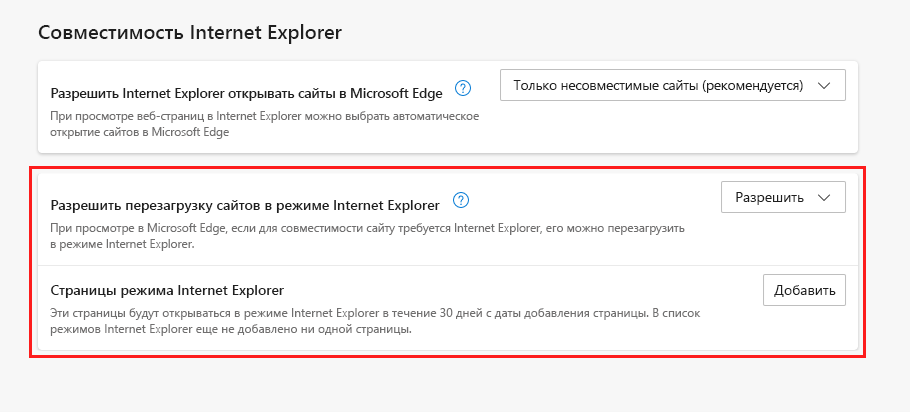 Совместимость Internet Explorer
Разрешить Internet Explorer открывать сайты в Microsoft Edge
Только несовместимые сайты (рекомендуется)
При просмотре веб-страниц в Internet Explorer можно выбрать автоматическое
открытие сайтов в Microsoft Edge
Разрешить перезагрузку сайтов в режиме Internet Explorer
Разрешить
При просмотре в Microsoft Edge, если для совместимости сайту требуется Internet Explorer, его можно перезагрузить
в режиме Internet Explorer.
Страницы режима Internet Explorer
Добавить
Эти страницы будут открываться в режиме Internet Explorer в течение 30 дней с даты добавления страницы. В список
режимов Internet Explorer еще не добавлено ни одной страницы.